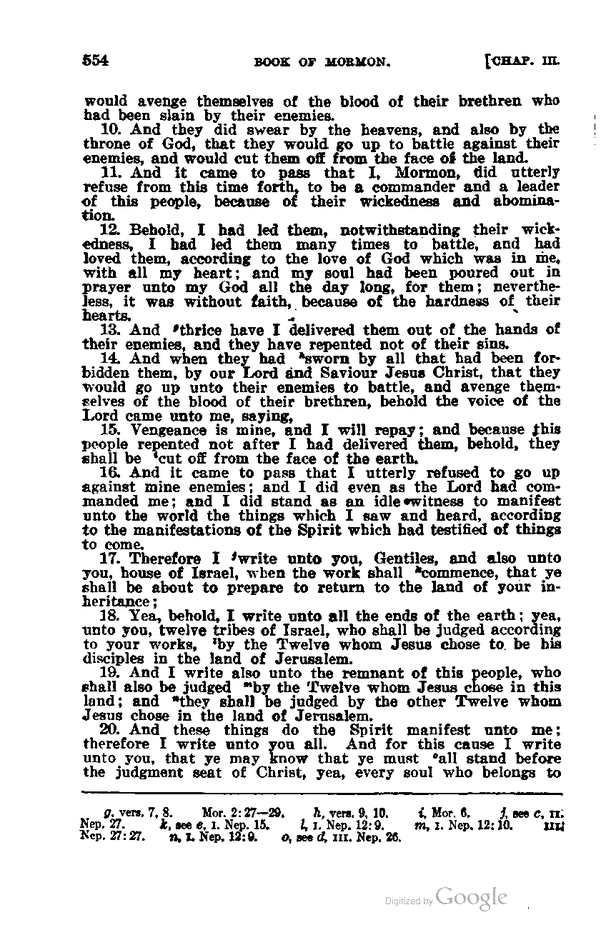 554 BOOK OF MORMON. [CHAP. III.
would avenge themselves of the blood of their brethren who
had been slain by their enemies.
10. And they did swear by the heavens, and also by the
throne of God, that they would go up to battle against their
enemies, and would cut them off from the face of the land.
11. And it came to pass that I, Mormon, did utterly
refuse from this time forth, to be a commander and a leader
of this people, because of their wickedness and abomina-
tion.
12. Behold, I had led them, notwithstanding their wick-
edness, I had led them many times to battle, and had
loved them, according to the love of God which was in me,
with all my heart; and my soul had been poured out in
prayer unto my God all the day long, for them; neverthe-
less, it was without faith, because of the hardness of their
hearts.
13. And gthrice have I delivered them out of the hands of
their enemies, and they have repented not of their sins.
14. And when they had hsworn by all that had been for-
bidden them, by our Lord and Saviour Jesus Christ, that they
would go up unto their enemies to battle, and avenge them-
selves of the blood of their brethren, behold the voice of the
Lord came unto me, saying,
15. Vengeance is mine, and I will repay; and because this
people repented not after I had delivered them, behold, they
shall be icut off from the face of the earth.
16. And it came to pass that I utterly refused to go up
against mine enemies; and I did even as the Lord had com-
manded me; and I did stand as an idle witness to manifest
unto the world the things which I saw and heard, according
to the manifestations of the Spirit which had testified of things
to come.
17. Therefore I jwrite unto you, Gentiles, and also unto
you, house of Israel, when the work shall kcommence, that ye
shall be about to prepare to return to the land of your in-
heritance;
18. Yea, behold, I write unto all the ends of the earth; yea,
unto you, twelve tribes of Israel, who shall be judged according
to your works, lby the Twelve whom Jesus chose to be his
disciples in the land of Jerusalem.
19. And I write also unto the remnant of this people, who
shall also be judged mby the Twelve whom Jesus chose in this
land; and nthey shall be judged by the other Twelve whom
Jesus chose in the land of Jerusalem.
20. And these things do the Spirit manifest unto me;
therefore I write unto you all. And for this cause I write
unto you, that ye may know that ye must oall stand before
the judgment seat of Christ, yea, every soul who belongs to
g, vers. 7, 8. Mor. 2:27—29. h, vers. 9, 10. i, Mor. 6. j, see c, II.
Nep. 27. k, see e, I. Nep. 15. l, I. Nep. 12:9. m, I. Nep. 12:10. III.
Nep. 27:27. n, I. Nep. 12:9. o, see d, III. Nep. 26.
Digitized by Google